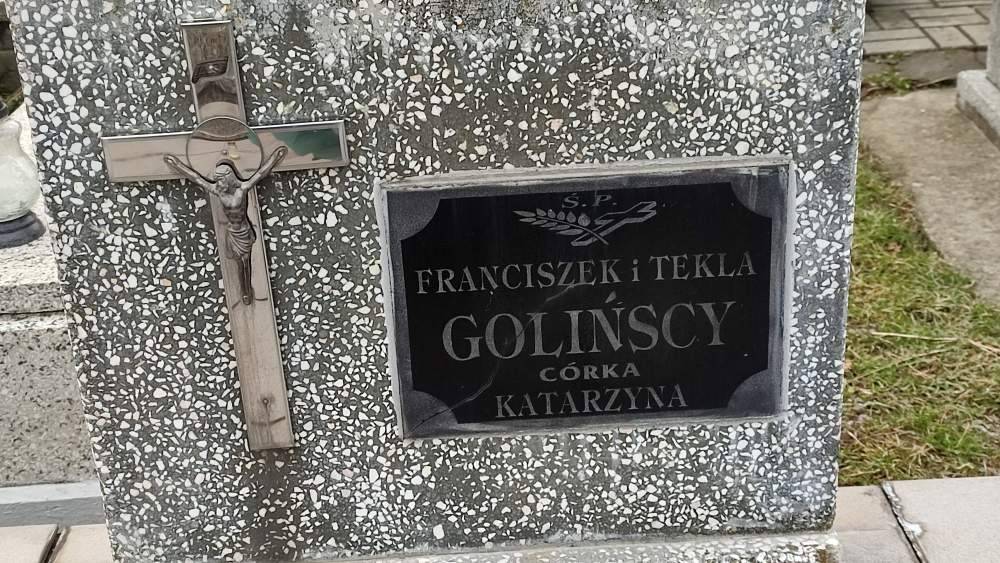 Ś.P.
FRANCISZEK i TEKLA
GOLIŃSCY
CÓRKA
KATARZYNA